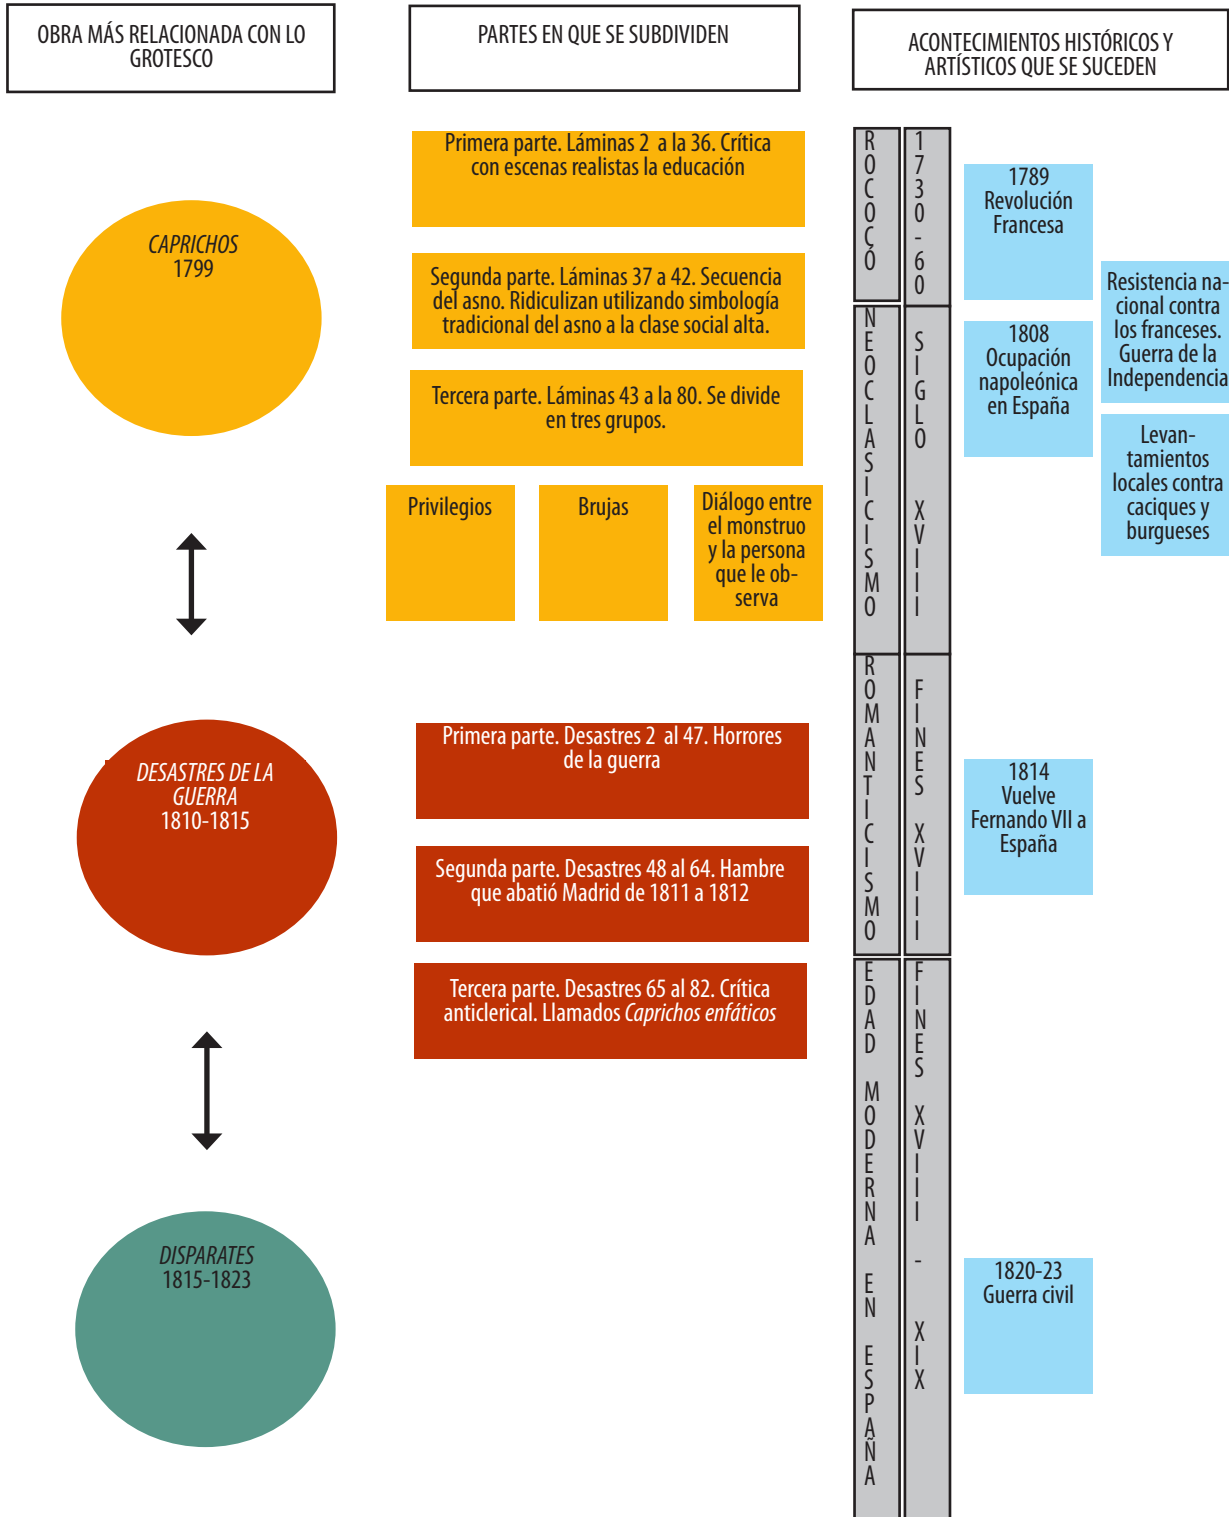 OBRA MÁS RELACIONADA CON LO
GROTESCO
PARTES EN QUE SE SUBDIVIDEN
ACONTECIMIENTOS HISTÓRICOS Y
ARTÍSTICOS QUE SE SUCEDEN
CAPRICHOS
1799
Primera parte. Láminas 2 a la 36. Crítica
con escenas realistas la educación
Segunda parte. Láminas 37 a 42. Secuencia
del asno. Ridiculizan utilizando simbología
tradicional del asno a la clase social alta.
Tercera parte. Láminas 43 a la 80. Se divide
en tres grupos.
Privilegios
Brujas
Diálogo entre
el monstruo
y la persona
que le ob-
serva
DESASTRES DE LA
GUERRA
1810-1815
Primera parte. Desastres 2 al 47. Horrores
de la guerra
Segunda parte. Desastres 48 al 64. Hambre
que abatió Madrid de 1811 a 1812
Tercera parte. Desastres 65 al 82. Crítica
anticlerical. Llamados Caprichos enfáticos
DISPARATES
1815-1823
ROCOÇÓ
1730-60
NEOCLASICISMO
SIGLO XVIII
ROMANTICISMO
FINES XVIII
EDAD MODERNA EN ESPAÑA
FINES XVIII - XIX
1789
Revolución
Francesa
1808
Ocupación
napoleónica
en España
Resistencia na-
cional contra
los franceses.
Guerra de la
Independencia
Levan-
tamientos
locales contra
caciques y
burgueses
1814
Vuelve
Fernando VII a
España
1820-23
Guerra civil